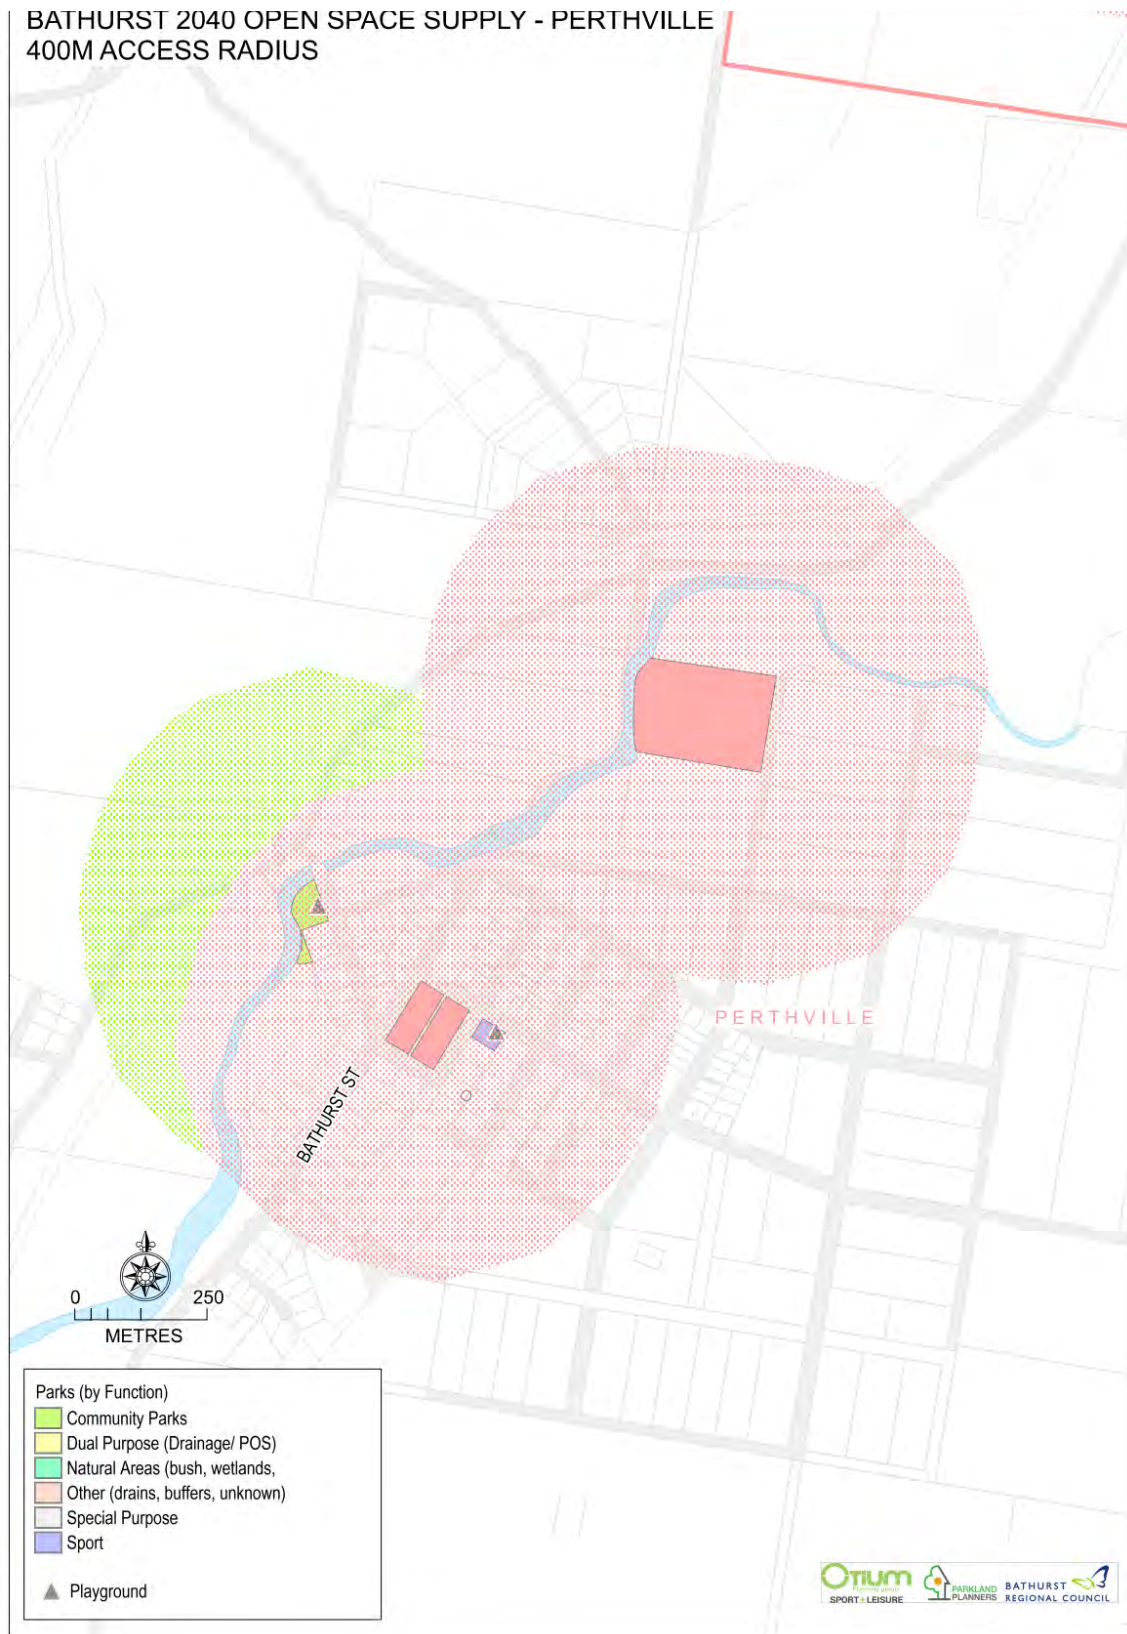 BATHURST 2040 OPEN SPACE SUPPLY - PERTHVILLE
400M ACCESS RADIUS
PERTHVILLE
BATHURST ST
0 250
METRES
Parks (by Function)
Community Parks
Dual Purpose (Drainage/ POS)
Natural Areas (bush, wetlands,
Other (drains, buffers, unknown)
Special Purpose
Sport
Playground
OTIUM
SPORT + LEISURE
PARKLAND
PLANNERS
BATHURST
REGIONAL COUNCIL